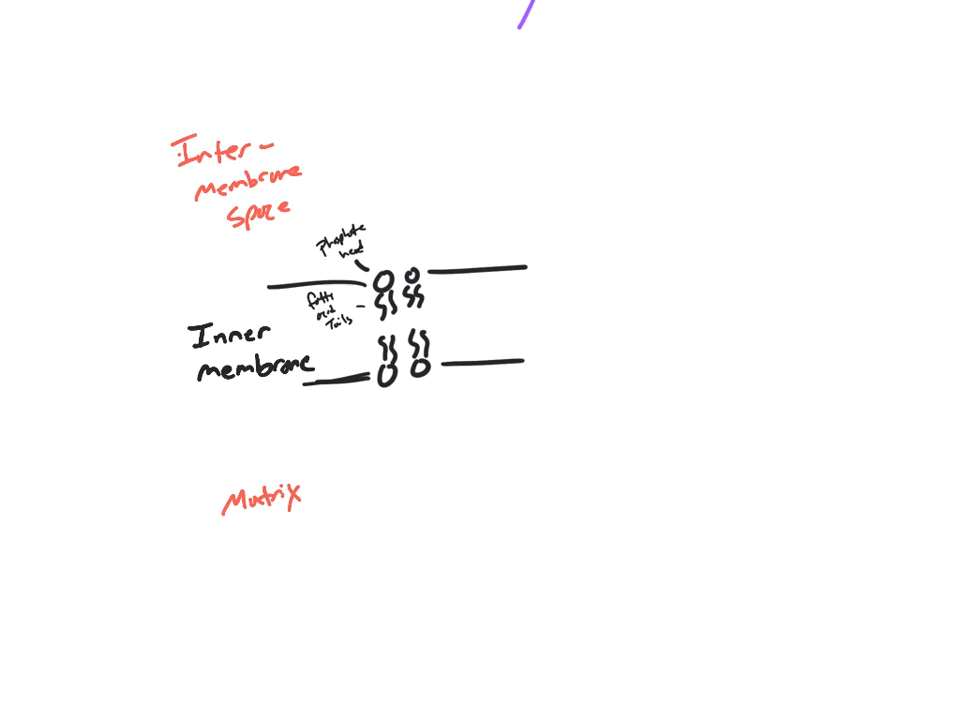 Inter-
membrane
space
phosphate
head
fatty
acid
Tails
Inner
membrane
Matrix